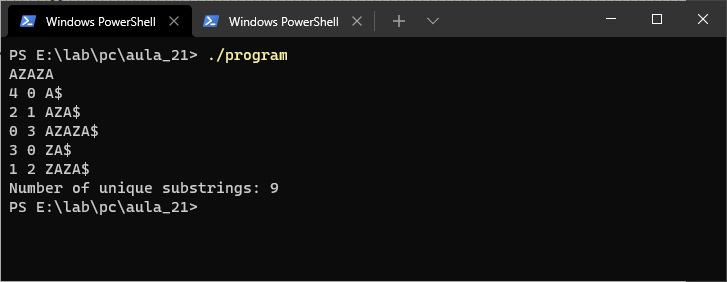 Windows PowerShell
Windows PowerShell
PS E:\lab\pc\aula_21> ./program
AZAZA
4 0 A$
2 1 AZA$
0 3 AZAZA$
3 0 ZA$
1 2 ZAZA$
Number of unique substrings: 9
PS E:\lab\pc\aula_21>